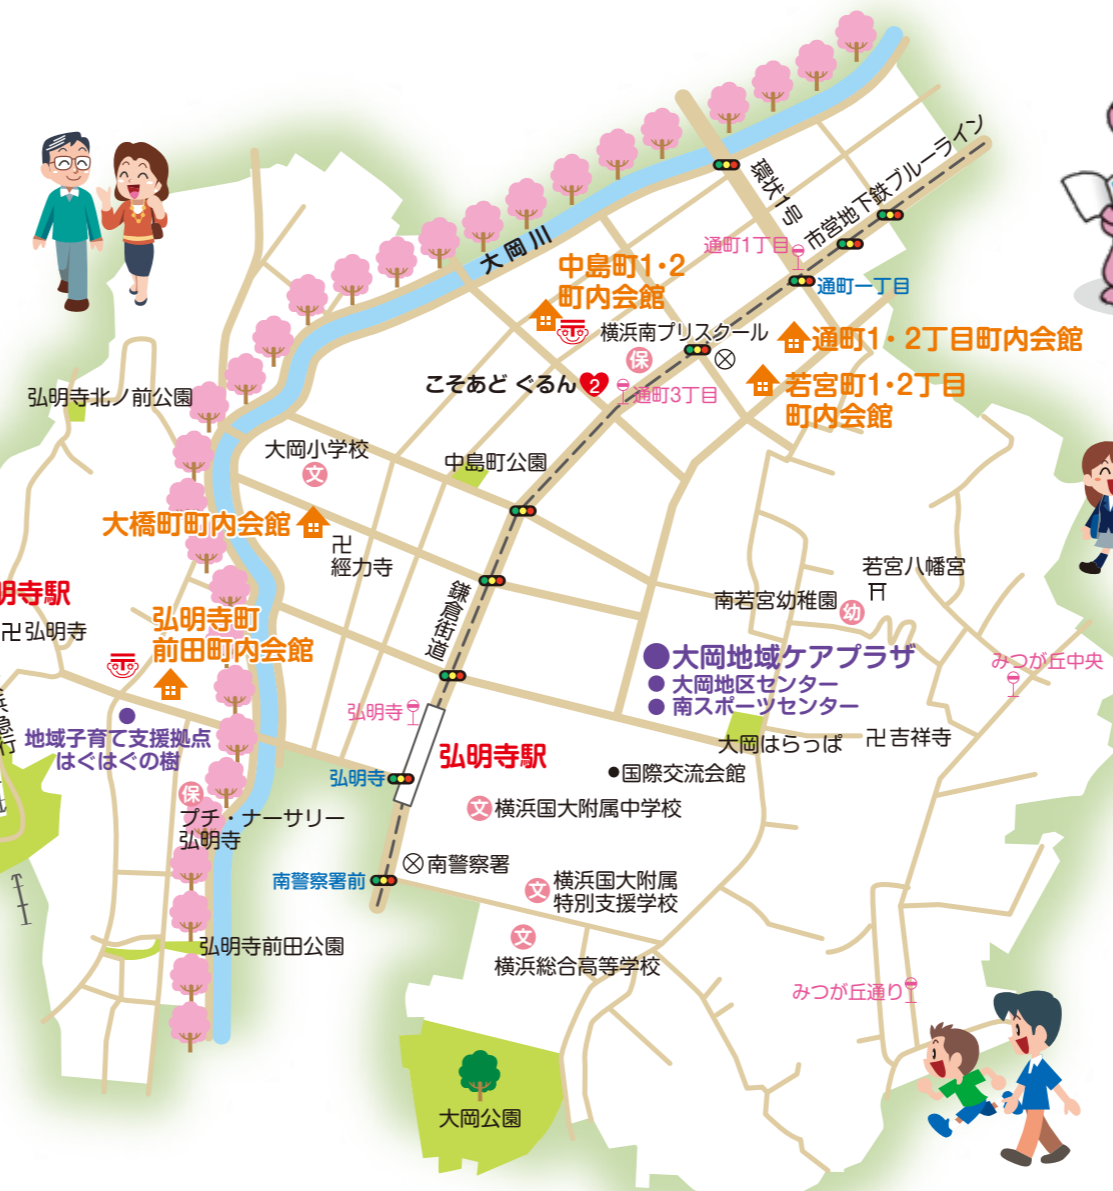 市営地下鉄ブルーライン
環状1号
大岡川
通町1丁目
通町一丁目
中島町1・2
町内会館
横浜南プリスクール
保
通町1・2丁目町内会館
若宮町1・2丁目
町内会館
こそあど ぐるん
2
通町3丁目
弘明寺北ノ前公園
大岡小学校
文
中島町公園
大橋町町内会館
卍
經力寺
若宮八幡宮
明寺駅
卍弘明寺
弘明寺町
前田町内会館
鎌倉街道
南若宮幼稚園
幼
大岡地域ケアプラザ
大岡地区センター
南スポーツセンター
みつが丘中央
急行
地域子育て支援拠点
はぐはぐの樹
弘明寺
弘明寺駅
大岡はらっぱ
卍吉祥寺
弘明寺
国際交流会館
保
プチ・ナーサリー
弘明寺
文
横浜国大附属中学校
南警察署
南警察署前
文
横浜国大附属
特別支援学校
弘明寺前田公園
文
横浜総合高等学校
みつが丘通り
大岡公園